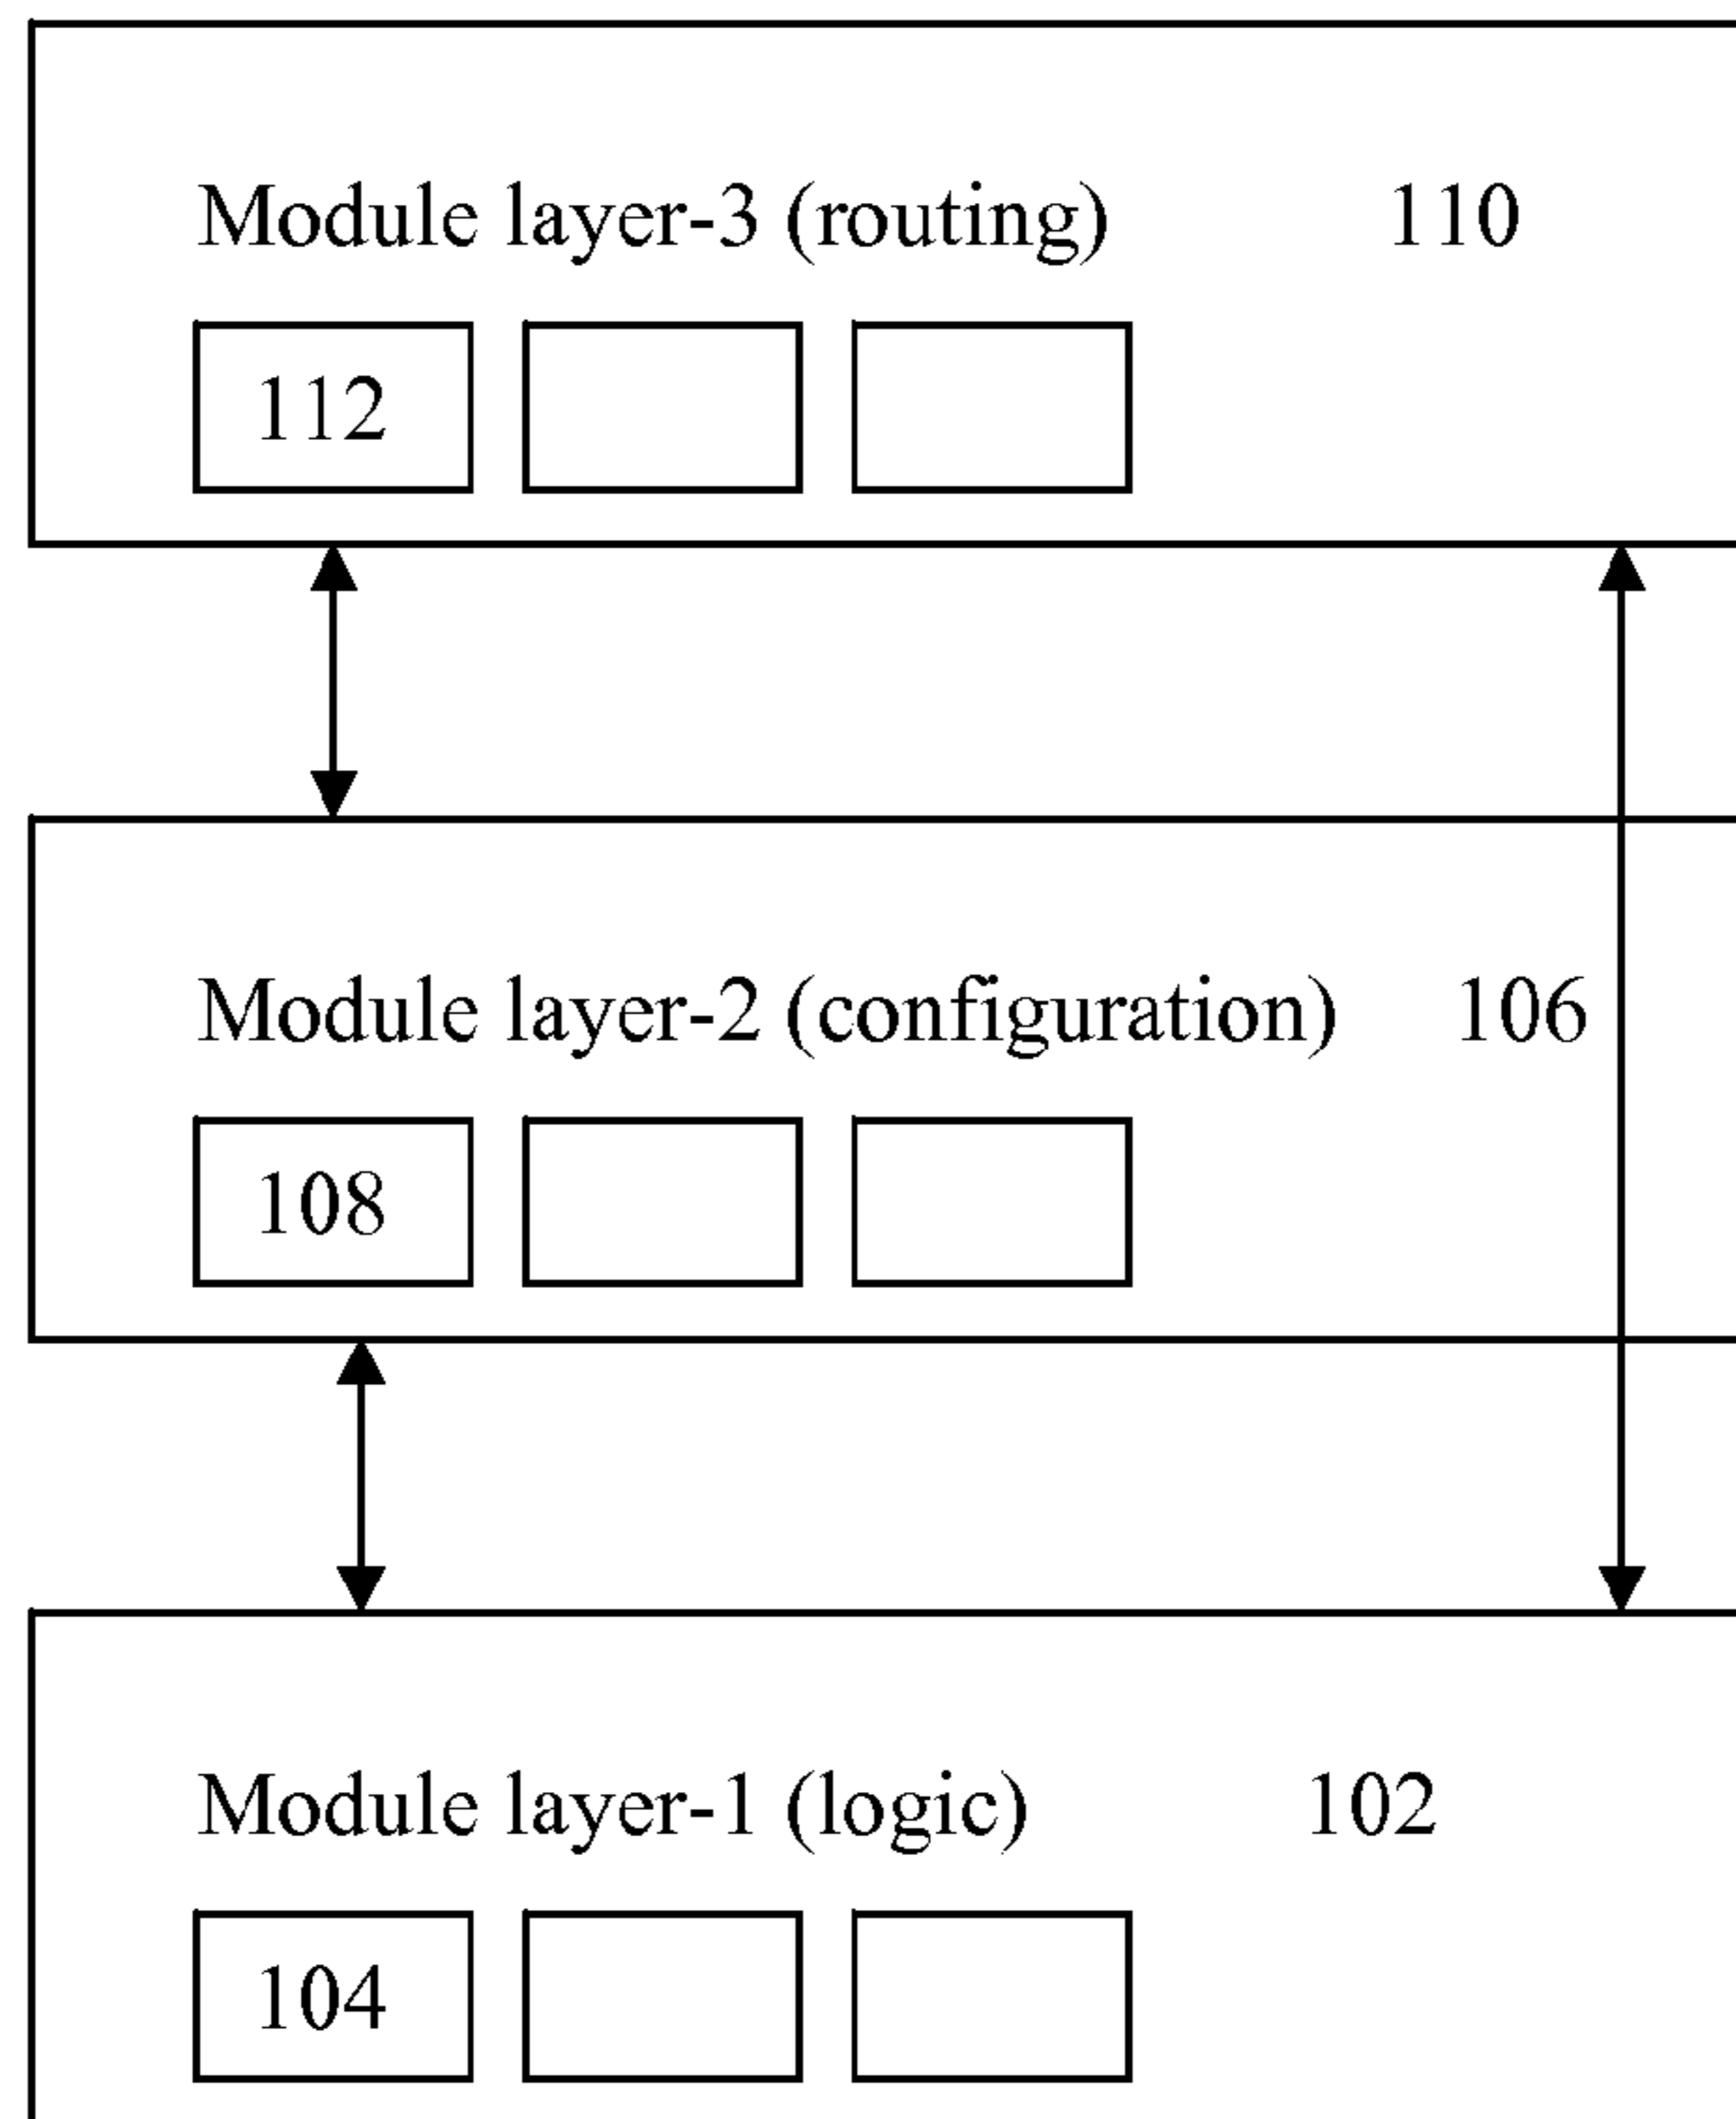 Module layer-3 (routing) 110
112
Module layer-2 (configuration) 106
108
Module layer-1 (logic) 102
104